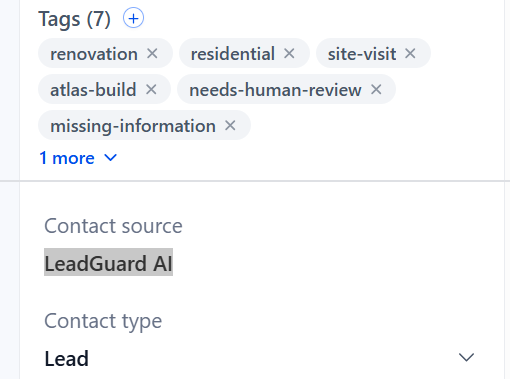 Tags (7)
renovation × residential × site-visit ×
atlas-build × needs-human-review ×
missing-information ×
1 more
Contact source
LeadGuard AI
Contact type
Lead